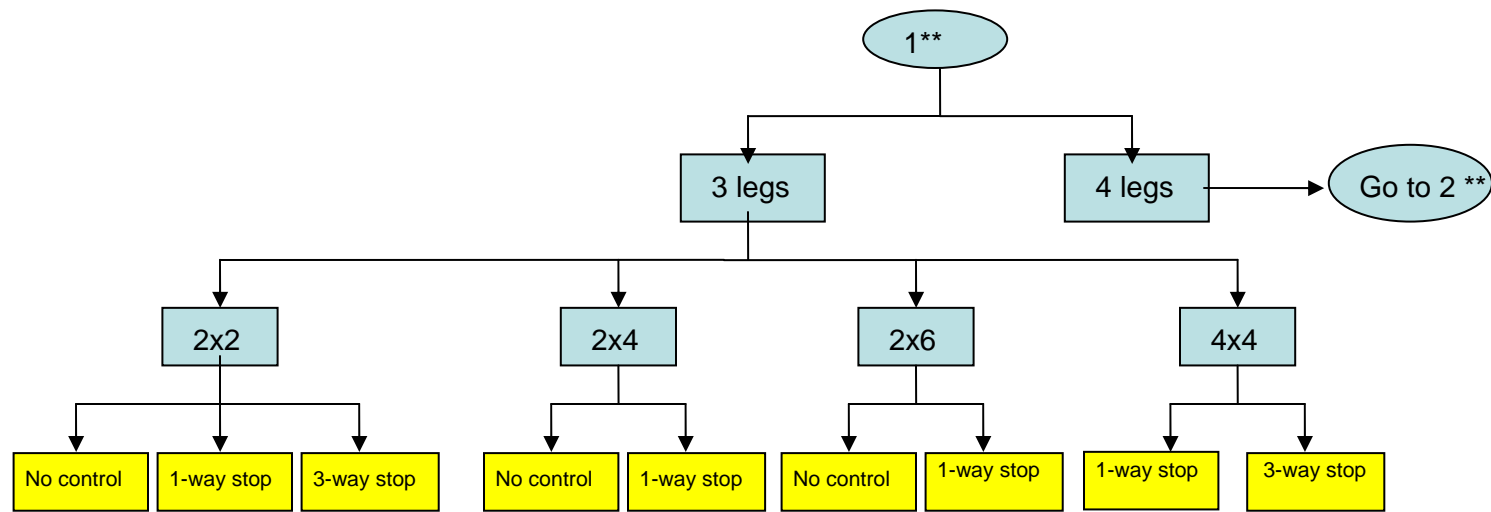 1**
3 legs
4 legs
Go to 2 **
2x2
2x4
2x6
4x4
No control
1-way stop
3-way stop
No control
1-way stop
No control
1-way stop
1-way stop
3-way stop